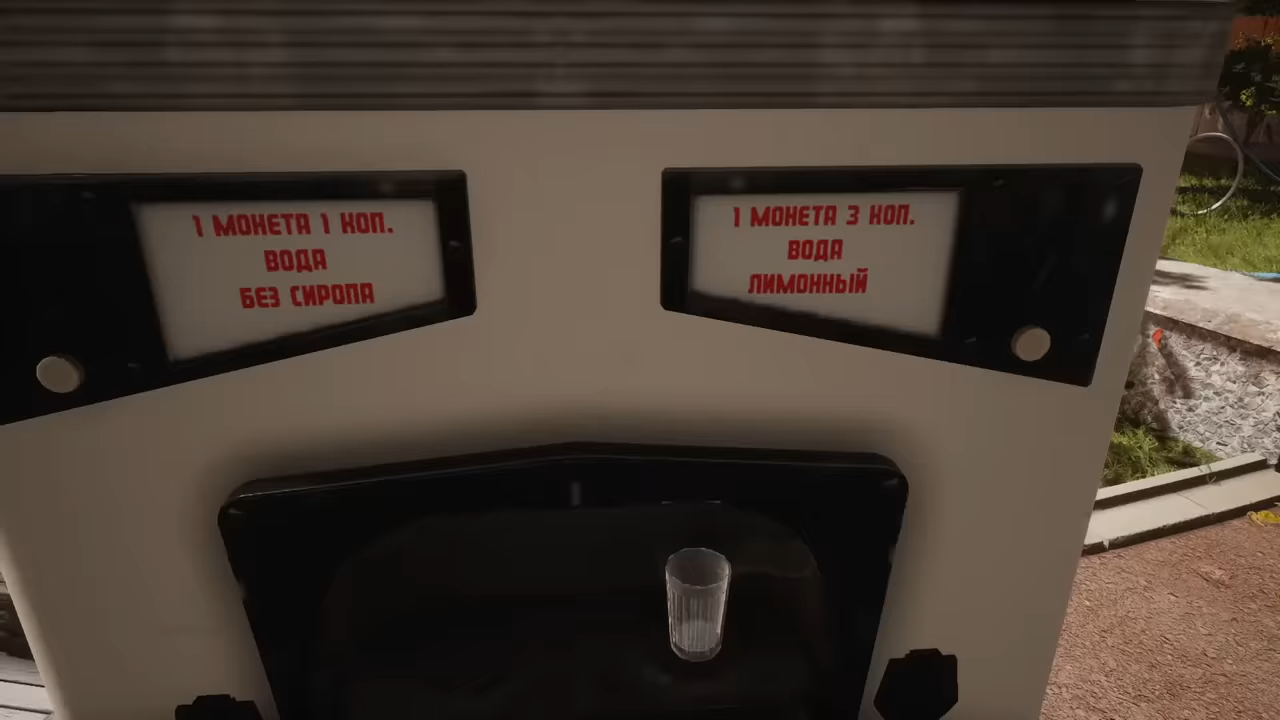 1 МОНЕТА 1 КОП.
ВОДА
БЕЗ СИРОПА
1 МОНЕТА 3 КОП.
ВОДА
ЛИМОННЫЙ